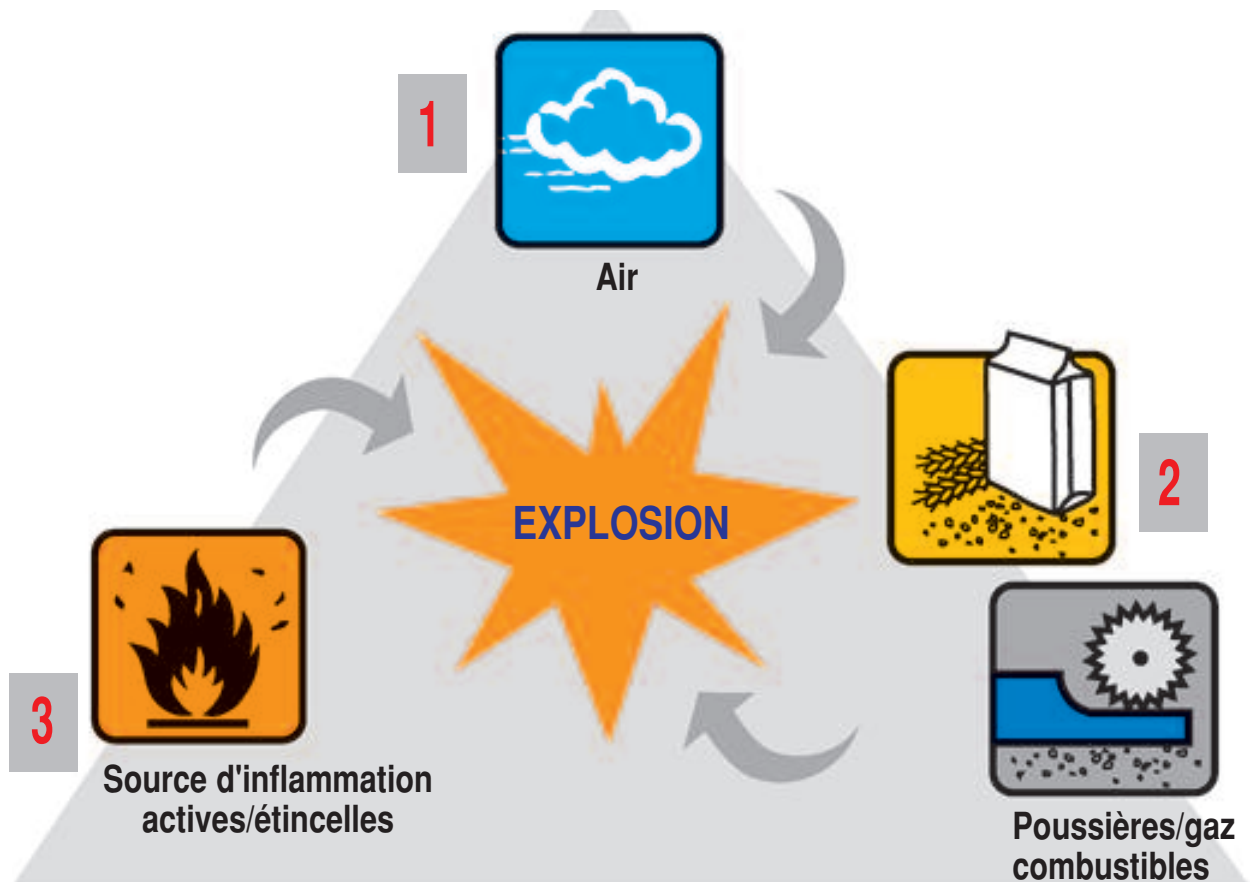 1
Air
EXPLOSION
2
3
Source d'inflammation
actives/étincelles
Poussières/gaz
combustibles